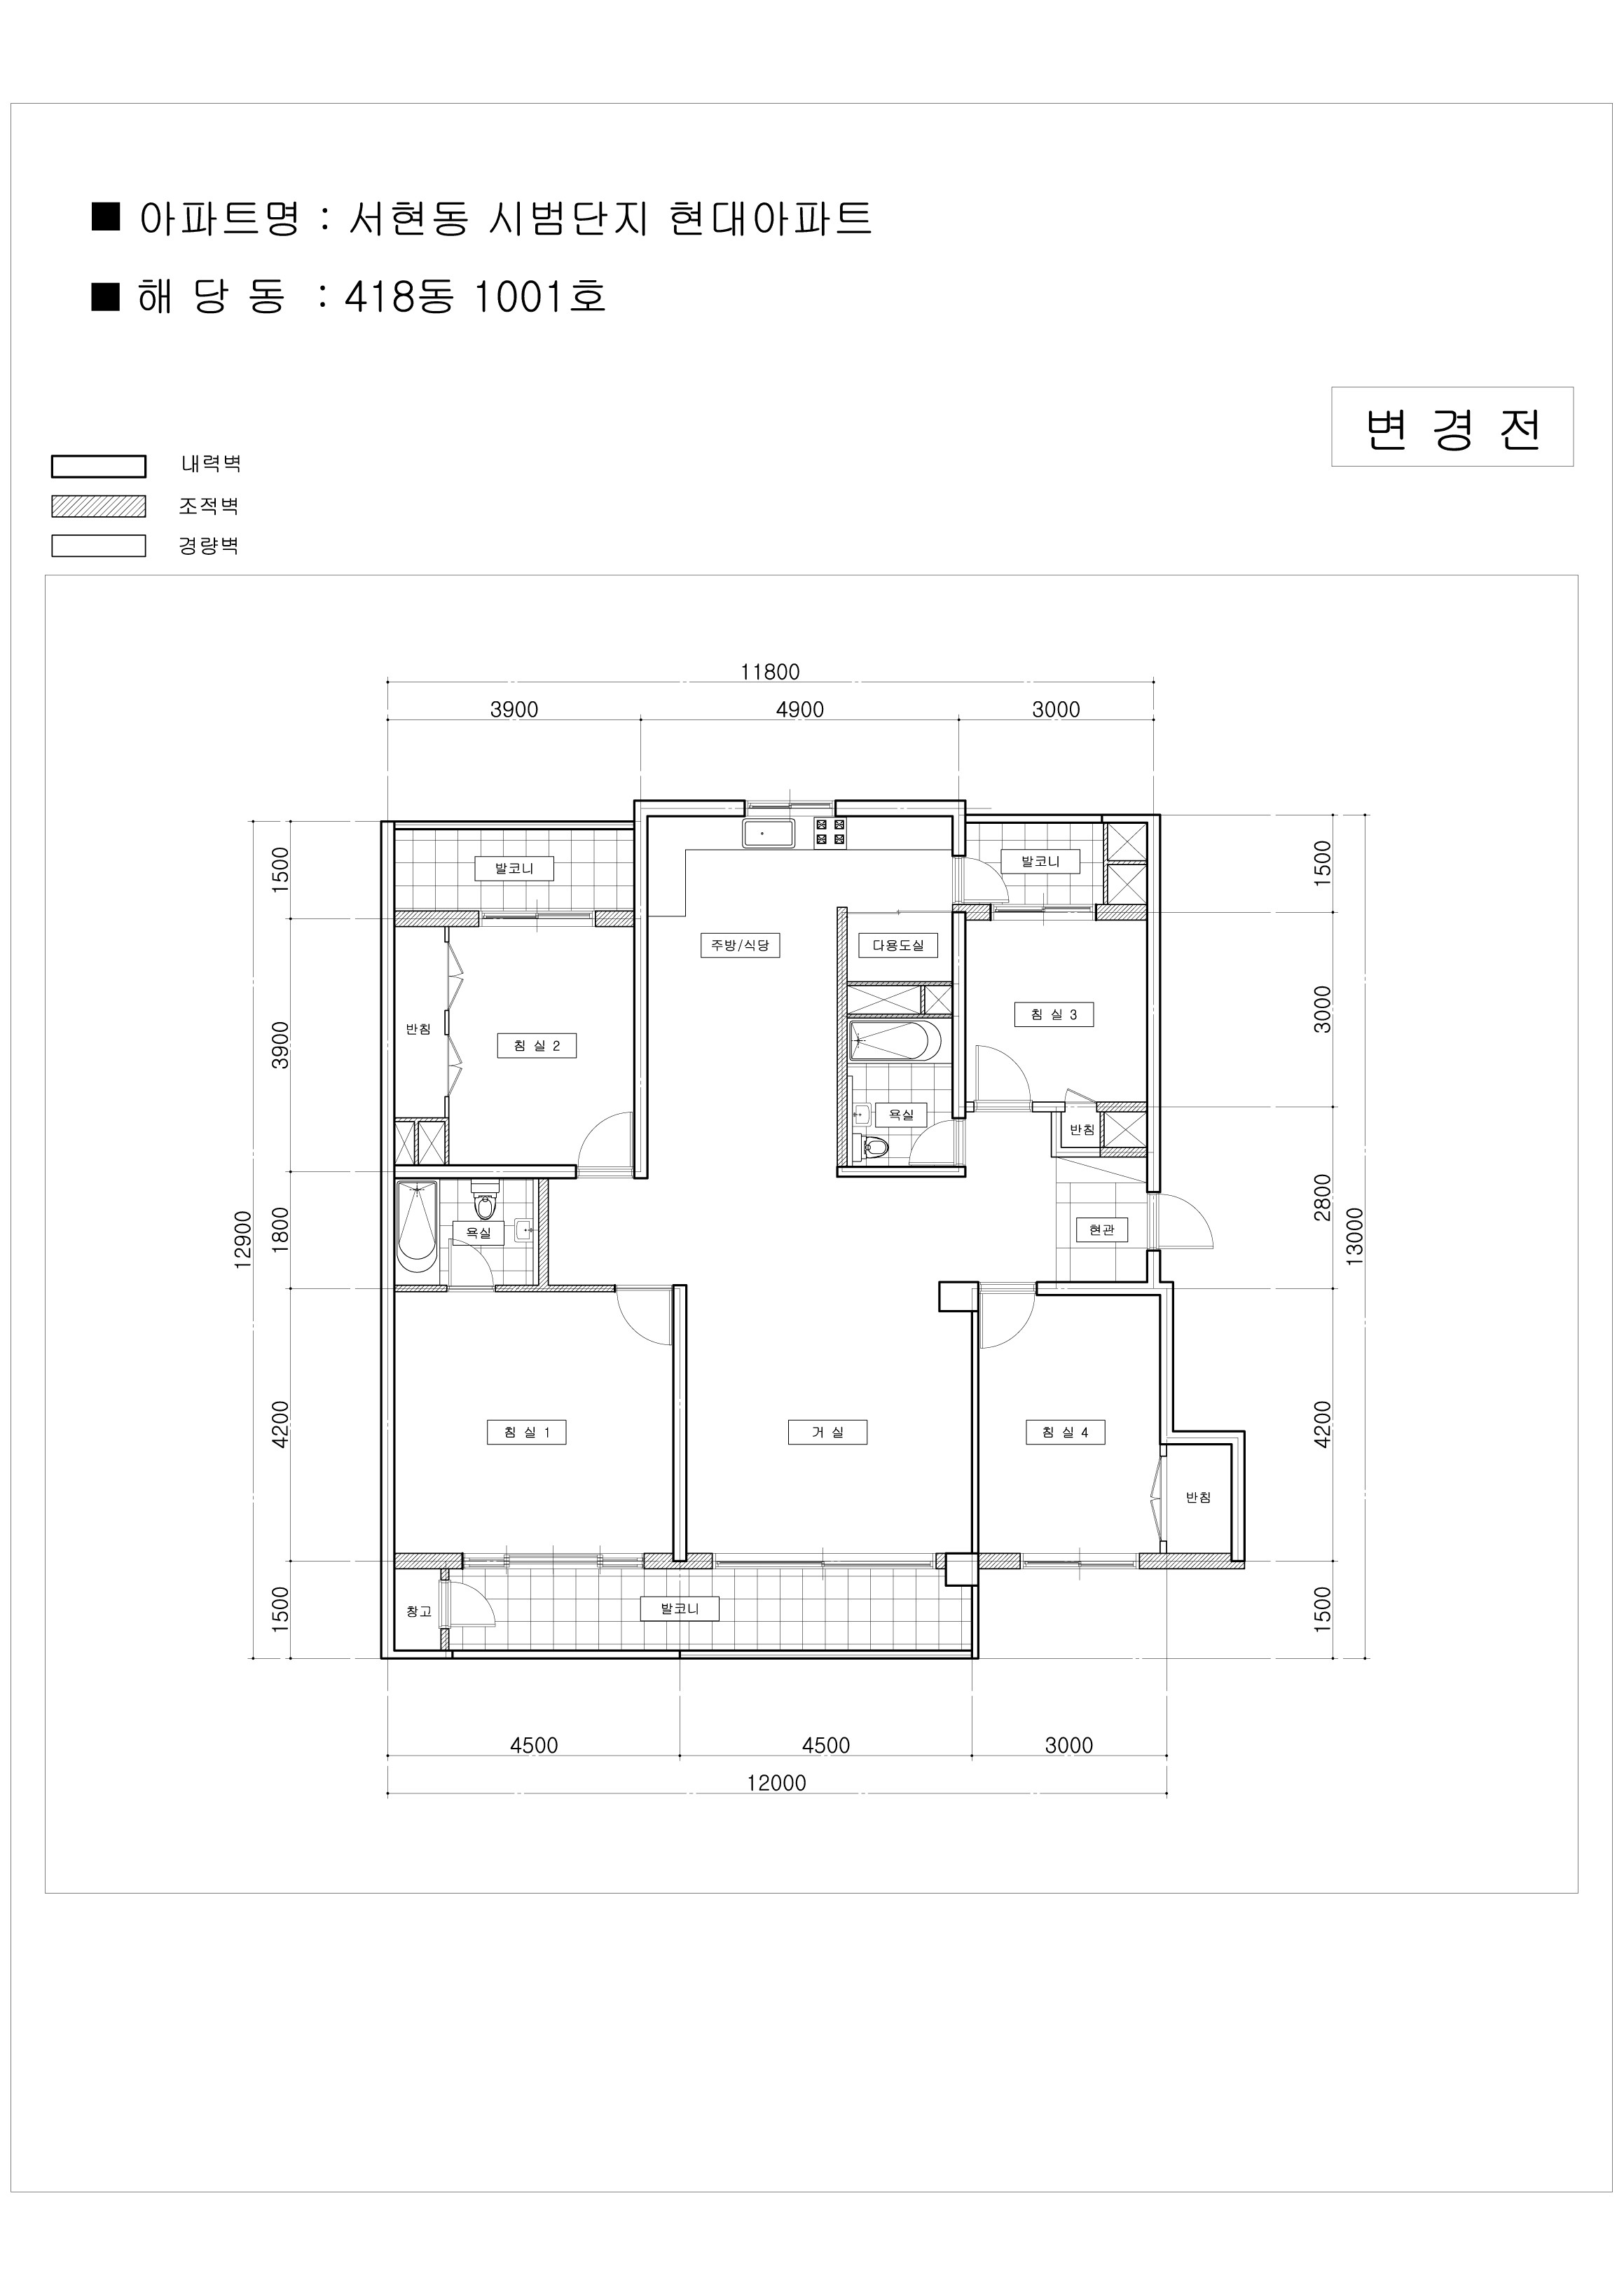 ■ 아파트명 : 서현동 시범단지 현대아파트
■ 해 당 동 : 418동 1001호
변 경 전
내력벽
조적벽
경량벽
11800
3900 4900 3000
발코니
발코니
1500
1500
주방/식당
다용도실
반침
침 실 2
침 실 3
3900
3000
욕실
반침
욕실
현관
12900
1800
2800
13000
침 실 1
거 실
침 실 4
4200
4200
반침
창고
발코니
1500
1500
4500 4500 3000
12000